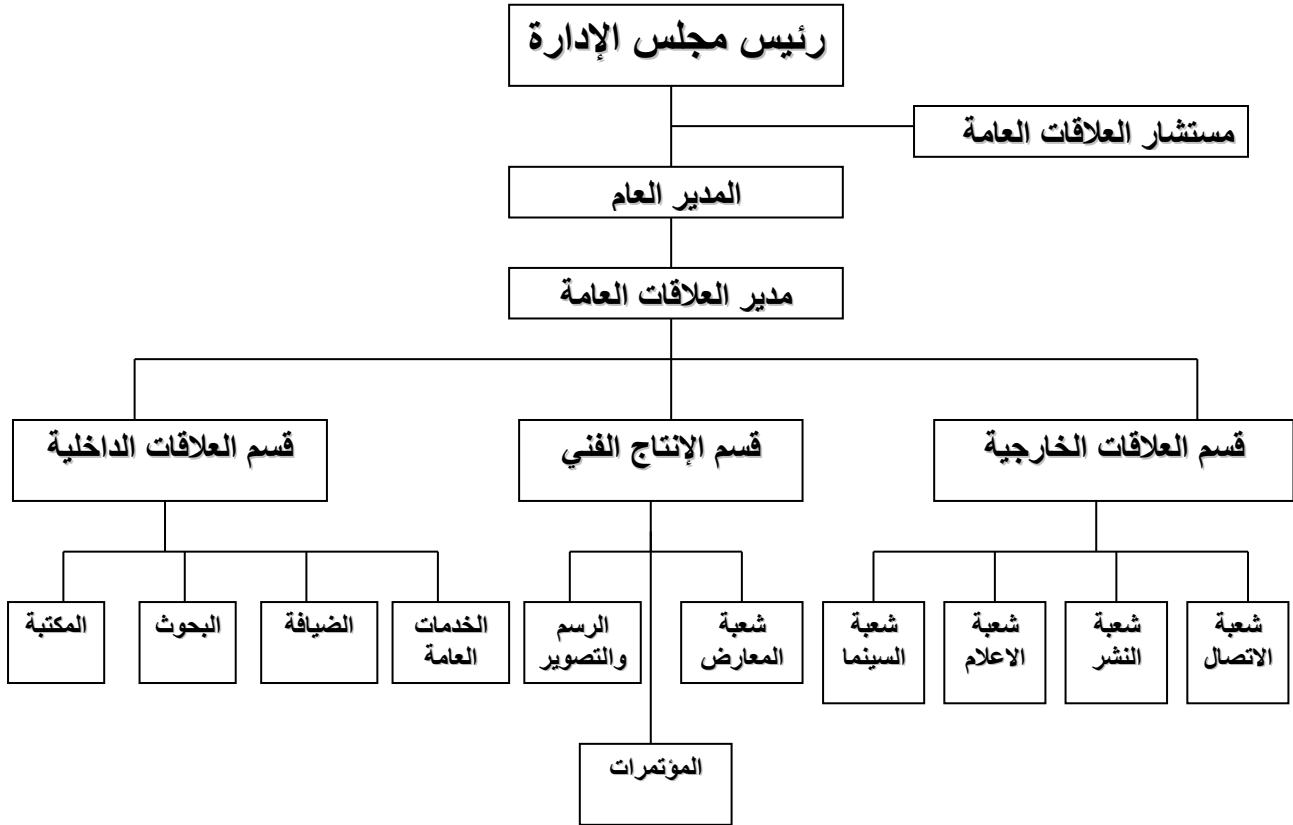 رئيس مجلس الإدارة
مستشار العلاقات العامة
المدير العام
مدير العلاقات العامة
قسم العلاقات الخارجية
قسم الإنتاج الفني
قسم العلاقات الداخلية
شعبة
الاتصال
شعبة
النشر
شعبة
الاعلام
شعبة
السينما
شعبة
المعارض
الرسم
والتصوير
الخدمات
العامة
الضيافة
البحوث
المكتبة
المؤتمرات